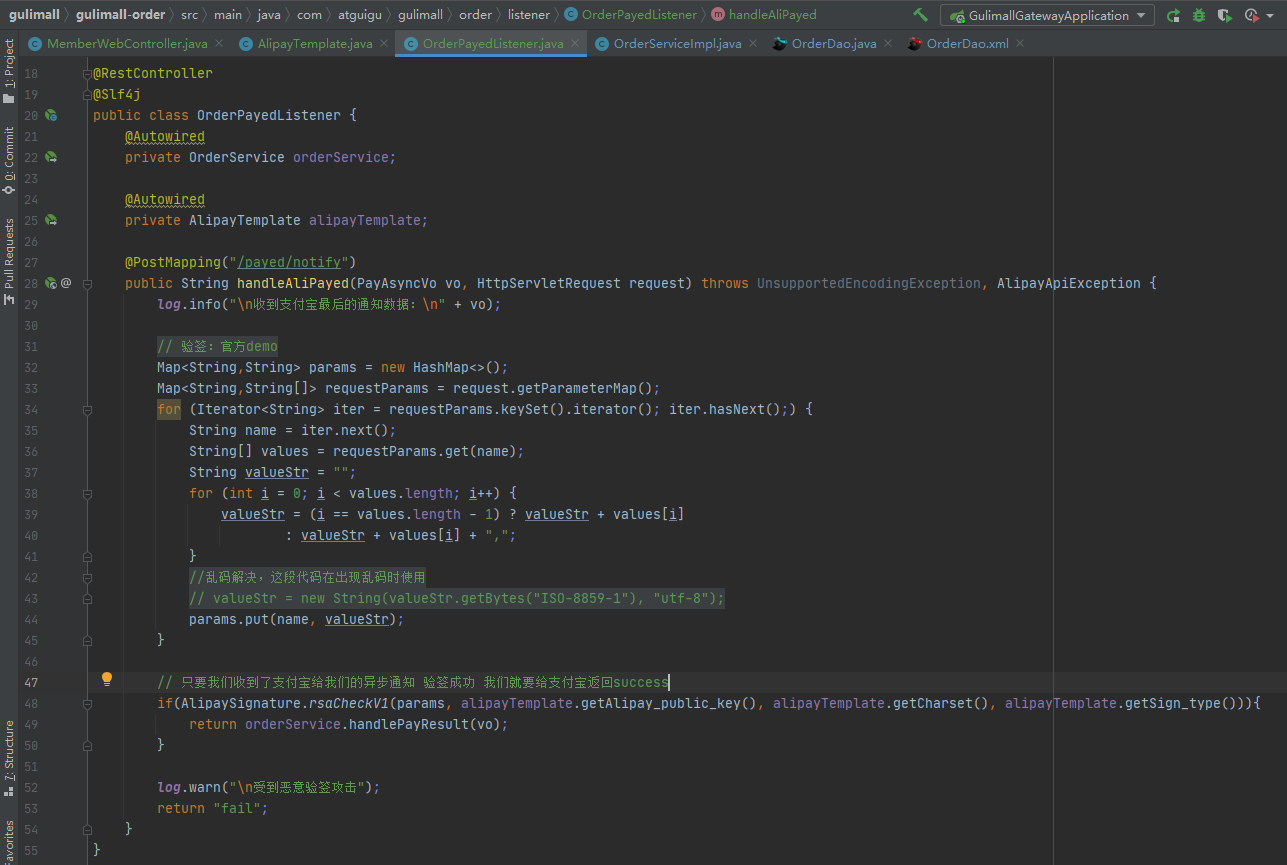 gulimall › gulimall-order › src › main › java › com › atguigu › gulimall › order › listener › OrderPayedListener › handleAliPayed
GulimallGatewayApplication
MemberWebController.java × AlipayTemplate.java × OrderPayedListener.java × OrderServiceImpl.java × OrderDao.java × OrderDao.xml ×
1: Project
0: Commit
Pull Requests
7: Structure
Favorites
18 @RestController
19 @Slf4j
20 public class OrderPayedListener {
21     @Autowired
22     private OrderService orderService;
23
24     @Autowired
25     private AlipayTemplate alipayTemplate;
26
27     @PostMapping("/payed/notify")
28 @ public String handleAliPayed(PayAsyncVo vo, HttpServletRequest request) throws UnsupportedEncodingException, AlipayApiException {
29         log.info("\n收到支付宝最后的通知数据：\n" + vo);
30
31         // 验签：官方demo
32         Map<String,String> params = new HashMap<>();
33         Map<String,String[]> requestParams = request.getParameterMap();
34         for (Iterator<String> iter = requestParams.keySet().iterator(); iter.hasNext();) {
35             String name = iter.next();
36             String[] values = requestParams.get(name);
37             String valueStr = "";
38             for (int i = 0; i < values.length; i++) {
39                 valueStr = (i == values.length - 1) ? valueStr + values[i]
40                         : valueStr + values[i] + ",";
41             }
42             //乱码解决，这段代码在出现乱码时使用
43             // valueStr = new String(valueStr.getBytes("ISO-8859-1"), "utf-8");
44             params.put(name, valueStr);
45         }
46
47         // 只要我们收到了支付宝给我们的异步通知 验签成功 我们就要给支付宝返回success
48         if(AlipaySignature.rsaCheckV1(params, alipayTemplate.getAlipay_public_key(), alipayTemplate.getCharset(), alipayTemplate.getSign_type())){
49             return orderService.handlePayResult(vo);
50         }
51
52         log.warn("\n受到恶意验签攻击");
53         return "fail";
54     }
55 }